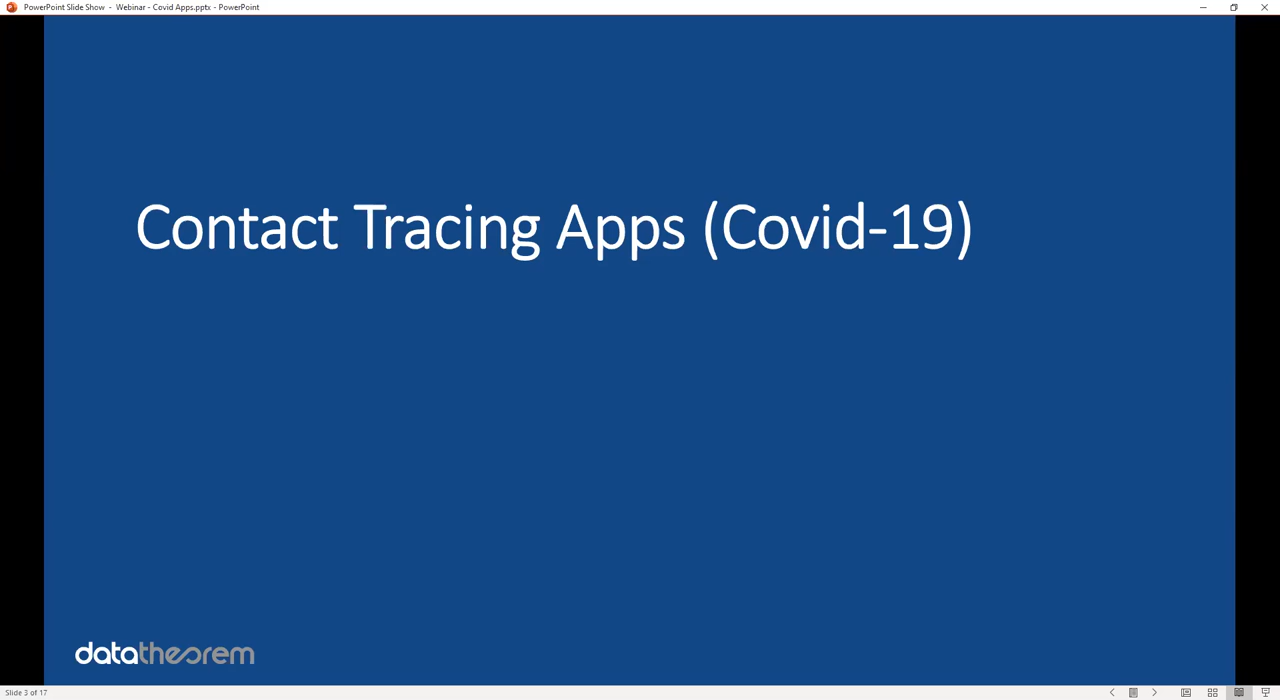 PowerPoint Slide Show - Webinar - Covid Apps.pptx - PowerPoint
Contact Tracing Apps (Covid-19)
datatheorem
Slide 3 of 17